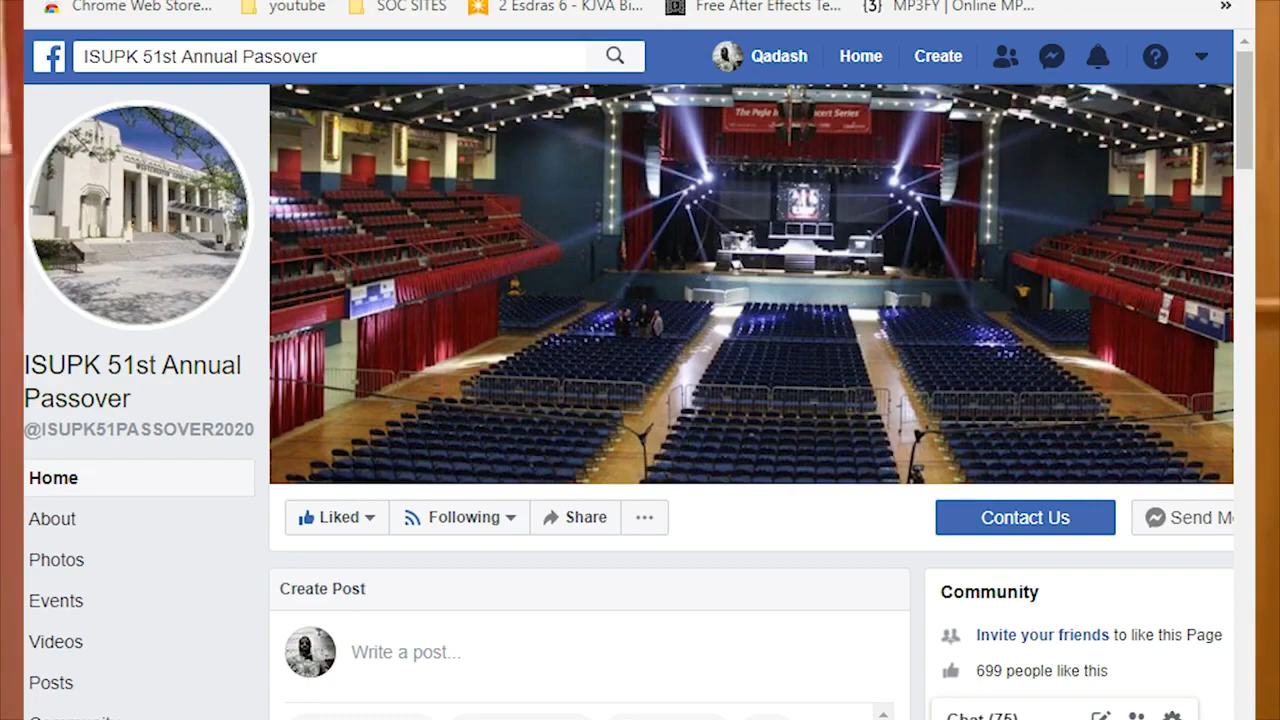 Chrome Web Store...
youtube
SOC SITES
2 Esdras 6 - KJVA Bi...
Free After Effects Te...
{3} MP3FY | Online MP...
»
ISUPK 51st Annual Passover
Qadash
Home
Create
ISUPK 51st Annual
Passover
@ISUPK51PASSOVER2020
Home
About
Photos
Events
Videos
Posts
Community
Liked
Following
Share
Contact Us
Send M
Create Post
Write a post...
Community
Invite your friends to like this Page
699 people like this
Chat (75)